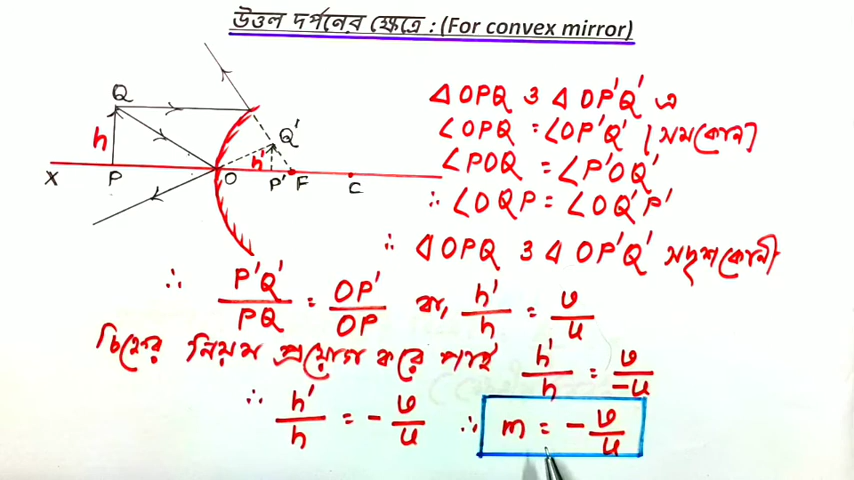 উত্তল দর্পনের ক্ষেত্রে : (For convex mirror)
Q
h
X
P
O
h'
Q'
P'
F
C
Δ OPQ ও Δ OP'Q' এ
∠OPQ = ∠OP'Q' (সমকোন)
∠POQ = ∠P'OQ'
∴ ∠OQP = ∠OQ'P'
∴ Δ OPQ ও Δ OP'Q' সদৃশকোনী
∴ P'Q'/PQ = OP'/OP বা, h'/h = v/u
চিহ্নের নিয়ম প্রয়োগ করে পাই h'/h = v/-u
∴ h'/h = - v/u ∴ m = - v/u